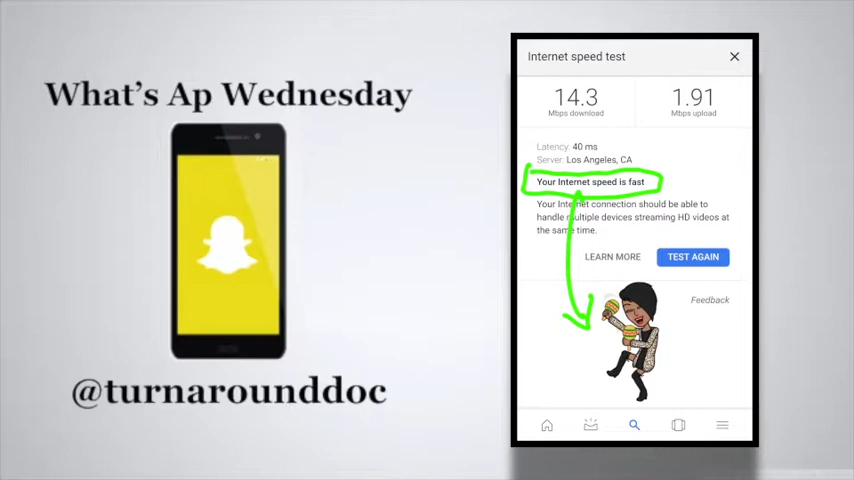 What's Ap Wednesday
@turnarounddoc
Internet speed test
14.3
Mbps download
1.91
Mbps upload
Latency: 40 ms
Server: Los Angeles, CA
Your Internet speed is fast
Your Internet connection should be able to
handle multiple devices streaming HD videos at
the same time.
LEARN MORE
TEST AGAIN
Feedback